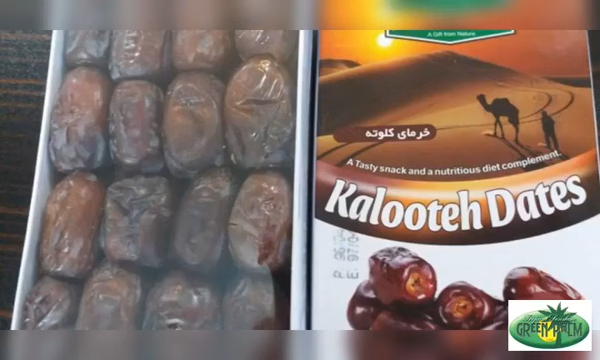 A Gift from Nature
خرمای کلوته
A Tasty snack and a nutritious diet complement.
Kalooteh Dates
GREEN PALM